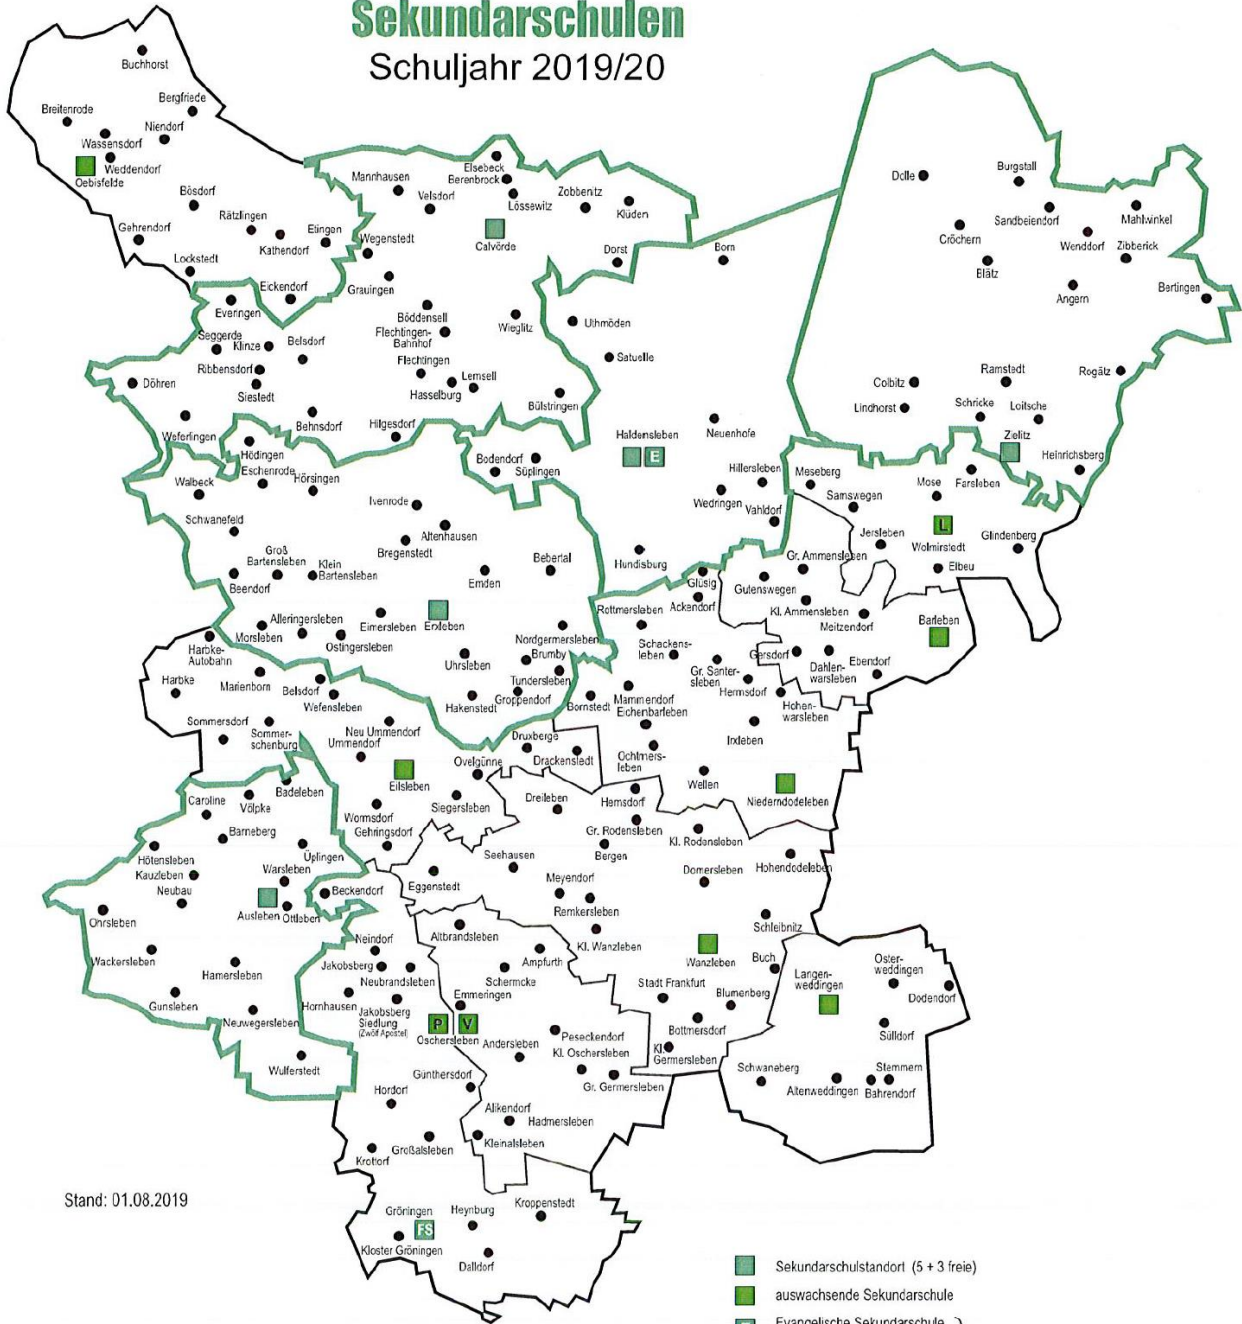 Sekundarschulen
Schuljahr 2019/20
Buchhorst
Bergfriede
Breitenrode
Niendorf
Wassensdorf
Weddendorf
Oebisfelde
Bösdorf
Rätzlingen
Gehrendorf
Kathendorf
Etingen
Lockstedt
Eickendorf
Everingen
Mannhausen
Velsdorf
Elsebeck
Berenbrock
Lössewitz
Zobbenitz
Klüden
Calvörde
Wegenstedt
Dorst
Born
Grauingen
Böddensell
Flechtingen-
Bahnhof
Wieglitz
Uthmöden
Satuelle
Flechtingen
Lemsell
Hasselburg
Bülstringen
Seggerde
Klinze
Belsdorf
Ribbensdorf
Siestedt
Döhren
Weferlingen
Behnsdorf
Hilgesdorf
Dolle
Burgstall
Sandbeiendorf
Mahlwinkel
Cröchern
Wenddorf
Zibberick
Blätz
Angern
Bertingen
Colbitz
Ramstedt
Rogätz
Lindhorst
Schricke
Loitsche
Zielitz
Heinrichsberg
Neuenhofe
Haldensleben
E
Hillersleben
Meseberg
Mose
Farsleben
Wedringen
Vahldorf
Samswegen
L
Wolmirstedt
Jersleben
Glindenberg
Elbeu
Hödingen
Eschenrode
Hörsingen
Walbeck
Schwanefeld
Bodendorf
Süplingen
Ivenrode
Altenhausen
Bregenstedt
Groß
Bartensleben
Klein
Bartensleben
Beendorf
Emden
Bebertal
Hundisburg
Glüsig
Ackendorf
Gr. Ammensleben
Gutenswegen
Kl. Ammensleben
Meitzendorf
Barleben
Rottmersleben
Schackens-
leben
Gersdorf
Dahlen-
warsleben
Ebendorf
Gr. Santer-
sleben
Hermsdorf
Hohen-
warsleben
Alleringersleben
Morsleben
Ostingersleben
Eimersleben
Erxleben
Nordgermersleben
Brumby
Uhrsleben
Tundersleben
Hakenstedt
Groppendorf
Bornstedt
Mammendorf
Eichenbarleben
Irxleben
Ochtmers-
leben
Wellen
Niederndodeleben
Harbke-
Autobahn
Harbke
Marienborn
Belsdorf
Wefensleben
Sommersdorf
Sommer-
schenburg
Neu Ummendorf
Ummendorf
Eilsleben
Ovelgünne
Druxberge
Drackenstedt
Siegersleben
Dreileben
Hemsdorf
Gr. Rodensleben
Bergen
Kl. Rodensleben
Hohendodeleben
Caroline
Völpke
Badeleben
Barneberg
Wormsdorf
Gehringsdorf
Hötensleben
Kauzleben
Neubau
Üplingen
Warsleben
Beckendorf
Ausleben
Ottleben
Ohrsleben
Wackersleben
Hamersleben
Gunsleben
Neuwegersleben
Wulferstedt
Eggenstedt
Seehausen
Meyendorf
Remkersleben
Kl. Wanzleben
Domersleben
Schleibnitz
Wanzleben
Buch
Stadt Frankfurt
Blumenberg
Bottmersdorf
Kl.
Germersleben
Langen-
weddingen
Oster-
weddingen
Dodendorf
Sülldorf
Stemmern
Schwaneberg
Altenweddingen
Bahrendorf
Altbrandsleben
Ampfurth
Schermcke
Emmeringen
Neindorf
Jakobsberg
Neubrandsleben
Hornhausen
Jakobsberg
Siedlung
(Zwölf Apostel)
P V
Oschersleben
Andersleben
Peseckendorf
Kl. Oschersleben
Gr. Germersleben
Günthersdorf
Hordorf
Alikendorf
Hadmersleben
Großalsleben
Kleinalsleben
Krottorf
Gröningen
FS
Kloster Gröningen
Heynburg
Kroppenstedt
Dalldorf
Stand: 01.08.2019
Sekundarschulstandort (5 + 3 freie)
auswachsende Sekundarschule
Evangelische Sekundarschule